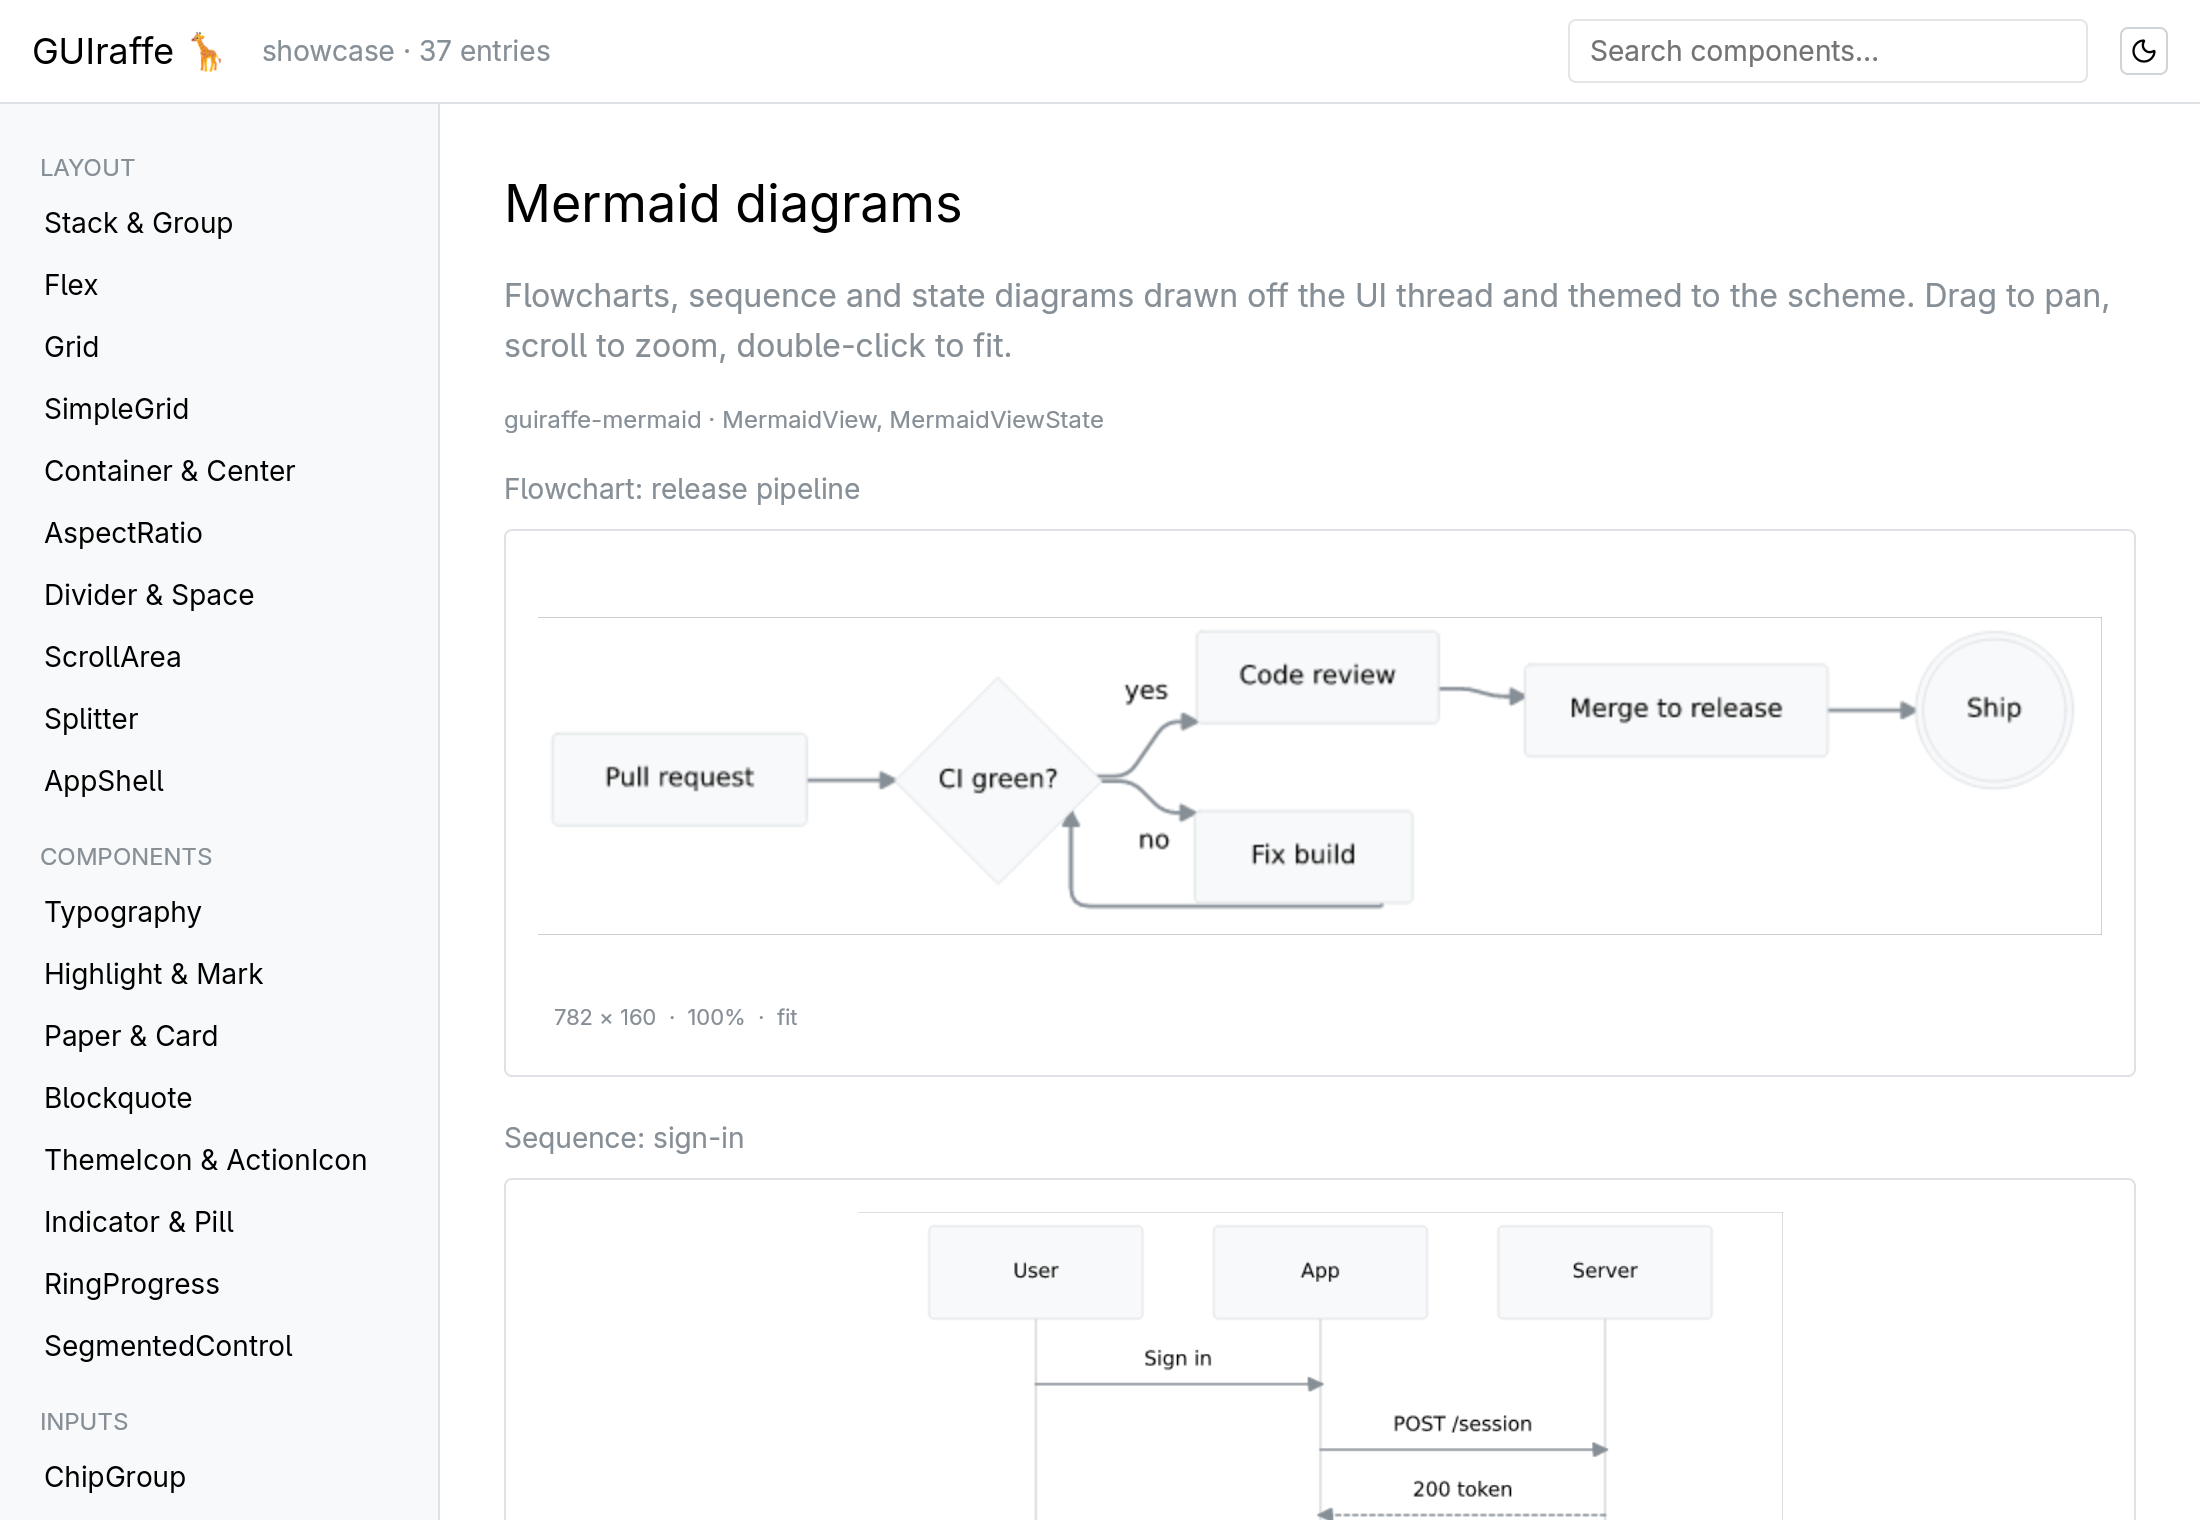 GUIraffe 🦒 showcase · 37 entries
Search components...
LAYOUT
Stack & Group
Flex
Grid
SimpleGrid
Container & Center
AspectRatio
Divider & Space
ScrollArea
Splitter
AppShell
COMPONENTS
Typography
Highlight & Mark
Paper & Card
Blockquote
ThemeIcon & ActionIcon
Indicator & Pill
RingProgress
SegmentedControl
INPUTS
ChipGroup
Mermaid diagrams
Flowcharts, sequence and state diagrams drawn off the UI thread and themed to the scheme. Drag to pan,
scroll to zoom, double-click to fit.
guiraffe-mermaid · MermaidView, MermaidViewState
Flowchart: release pipeline
Pull request
CI green?
yes
no
Code review
Fix build
Merge to release
Ship
782 × 160 · 100% · fit
Sequence: sign-in
User
App
Server
Sign in
POST /session
200 token